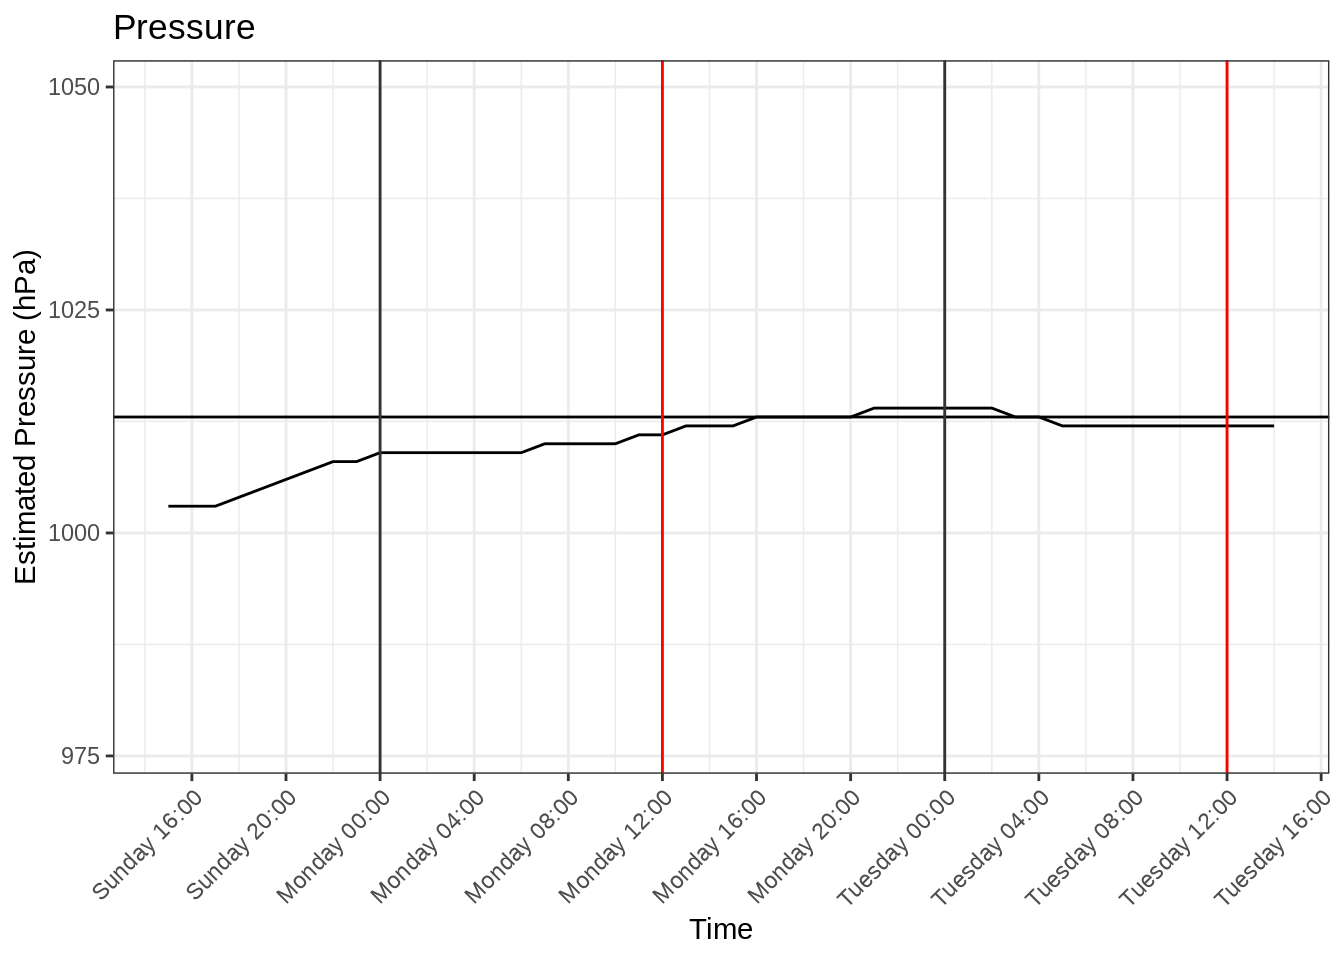 Pressure
Estimated Pressure (hPa)
1050
1025
1000
975
Sunday 16:00
Sunday 20:00
Monday 00:00
Monday 04:00
Monday 08:00
Monday 12:00
Monday 16:00
Monday 20:00
Tuesday 00:00
Tuesday 04:00
Tuesday 08:00
Tuesday 12:00
Tuesday 16:00
Time